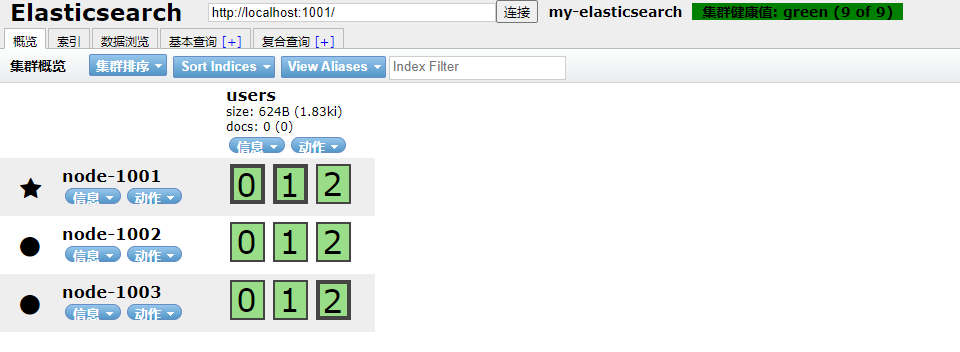 Elasticsearch http://localhost:1001/ 连接 my-elasticsearch 集群健康值: green (9 of 9)
概览 索引 数据浏览 基本查询 [+] 复合查询 [+]
集群概览 集群排序 Sort Indices View Aliases Index Filter
users
size: 624B (1.83ki)
docs: 0 (0)
信息 动作
node-1001
信息 动作
0 1 2
node-1002
信息 动作
0 1 2
node-1003
信息 动作
0 1 2